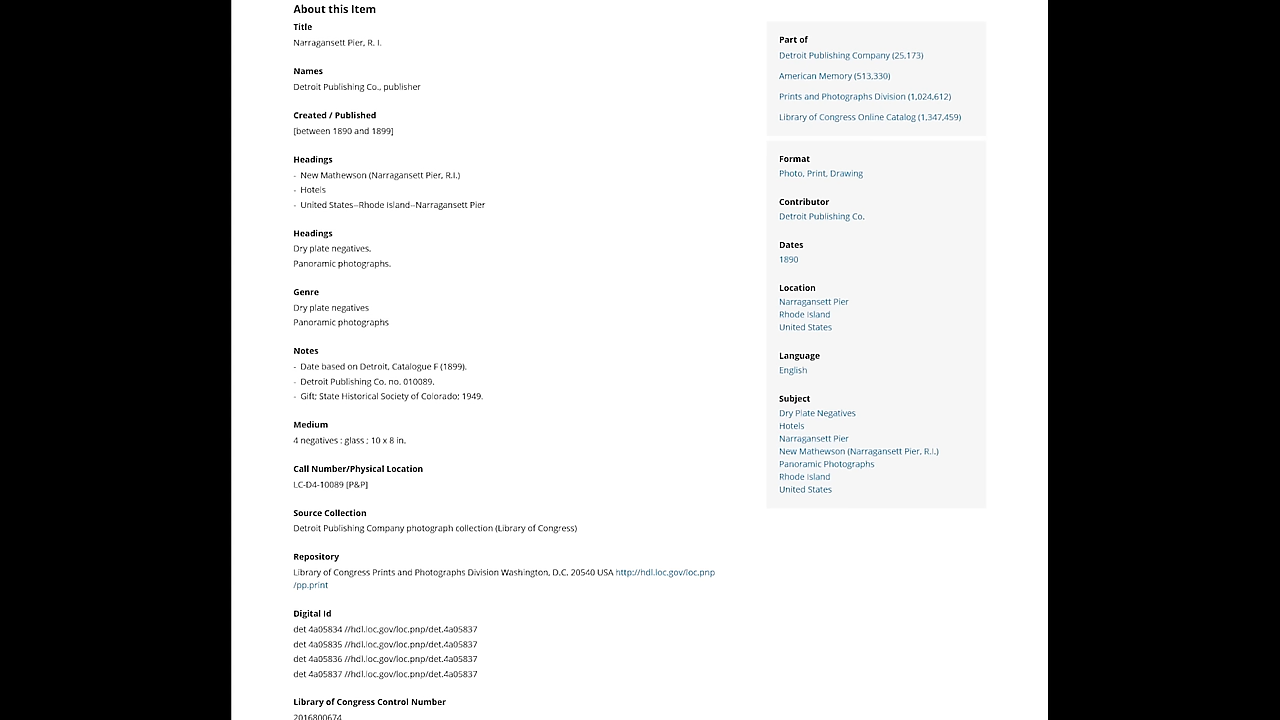 About this Item
Title
Narragansett Pier, R. I.
Names
Detroit Publishing Co., publisher
Created / Published
[between 1890 and 1899]
Headings
- New Mathewson (Narragansett Pier, R.I.)
- Hotels
- United States--Rhode Island--Narragansett Pier
Headings
Dry plate negatives.
Panoramic photographs.
Genre
Dry plate negatives
Panoramic photographs
Notes
- Date based on Detroit, Catalogue F (1899).
- Detroit Publishing Co. no. 010089.
- Gift; State Historical Society of Colorado; 1949.
Medium
4 negatives : glass ; 10 x 8 in.
Call Number/Physical Location
LC-D4-10089 [P&P]
Source Collection
Detroit Publishing Company photograph collection (Library of Congress)
Repository
Library of Congress Prints and Photographs Division Washington, D.C. 20540 USA http://hdl.loc.gov/loc.pnp
/pp.print
Digital Id
det 4a05834 //hdl.loc.gov/loc.pnp/det.4a05837
det 4a05835 //hdl.loc.gov/loc.pnp/det.4a05837
det 4a05836 //hdl.loc.gov/loc.pnp/det.4a05837
det 4a05837 //hdl.loc.gov/loc.pnp/det.4a05837
Library of Congress Control Number
2016800674
Part of
Detroit Publishing Company (25,173)
American Memory (513,330)
Prints and Photographs Division (1,024,612)
Library of Congress Online Catalog (1,347,459)
Format
Photo, Print, Drawing
Contributor
Detroit Publishing Co.
Dates
1890
Location
Narragansett Pier
Rhode Island
United States
Language
English
Subject
Dry Plate Negatives
Hotels
Narragansett Pier
New Mathewson (Narragansett Pier, R.I.)
Panoramic Photographs
Rhode Island
United States